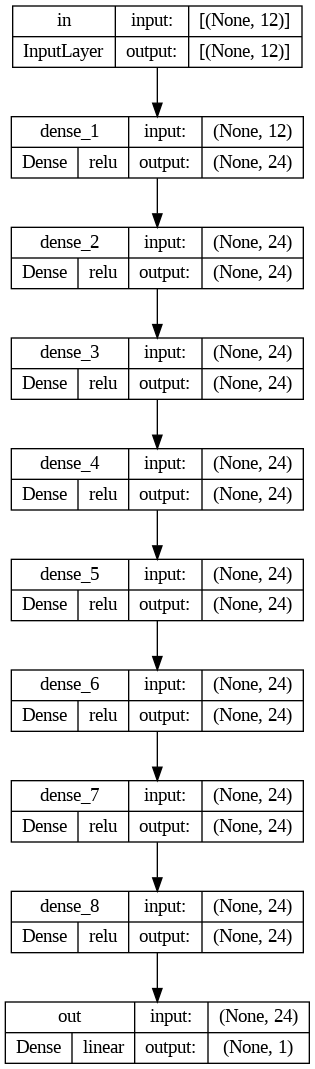 in input: [(None, 12)]
InputLayer output: [(None, 12)]
dense_1 input: (None, 12)
Dense relu output: (None, 24)
dense_2 input: (None, 24)
Dense relu output: (None, 24)
dense_3 input: (None, 24)
Dense relu output: (None, 24)
dense_4 input: (None, 24)
Dense relu output: (None, 24)
dense_5 input: (None, 24)
Dense relu output: (None, 24)
dense_6 input: (None, 24)
Dense relu output: (None, 24)
dense_7 input: (None, 24)
Dense relu output: (None, 24)
dense_8 input: (None, 24)
Dense relu output: (None, 24)
out input: (None, 24)
Dense linear output: (None, 1)